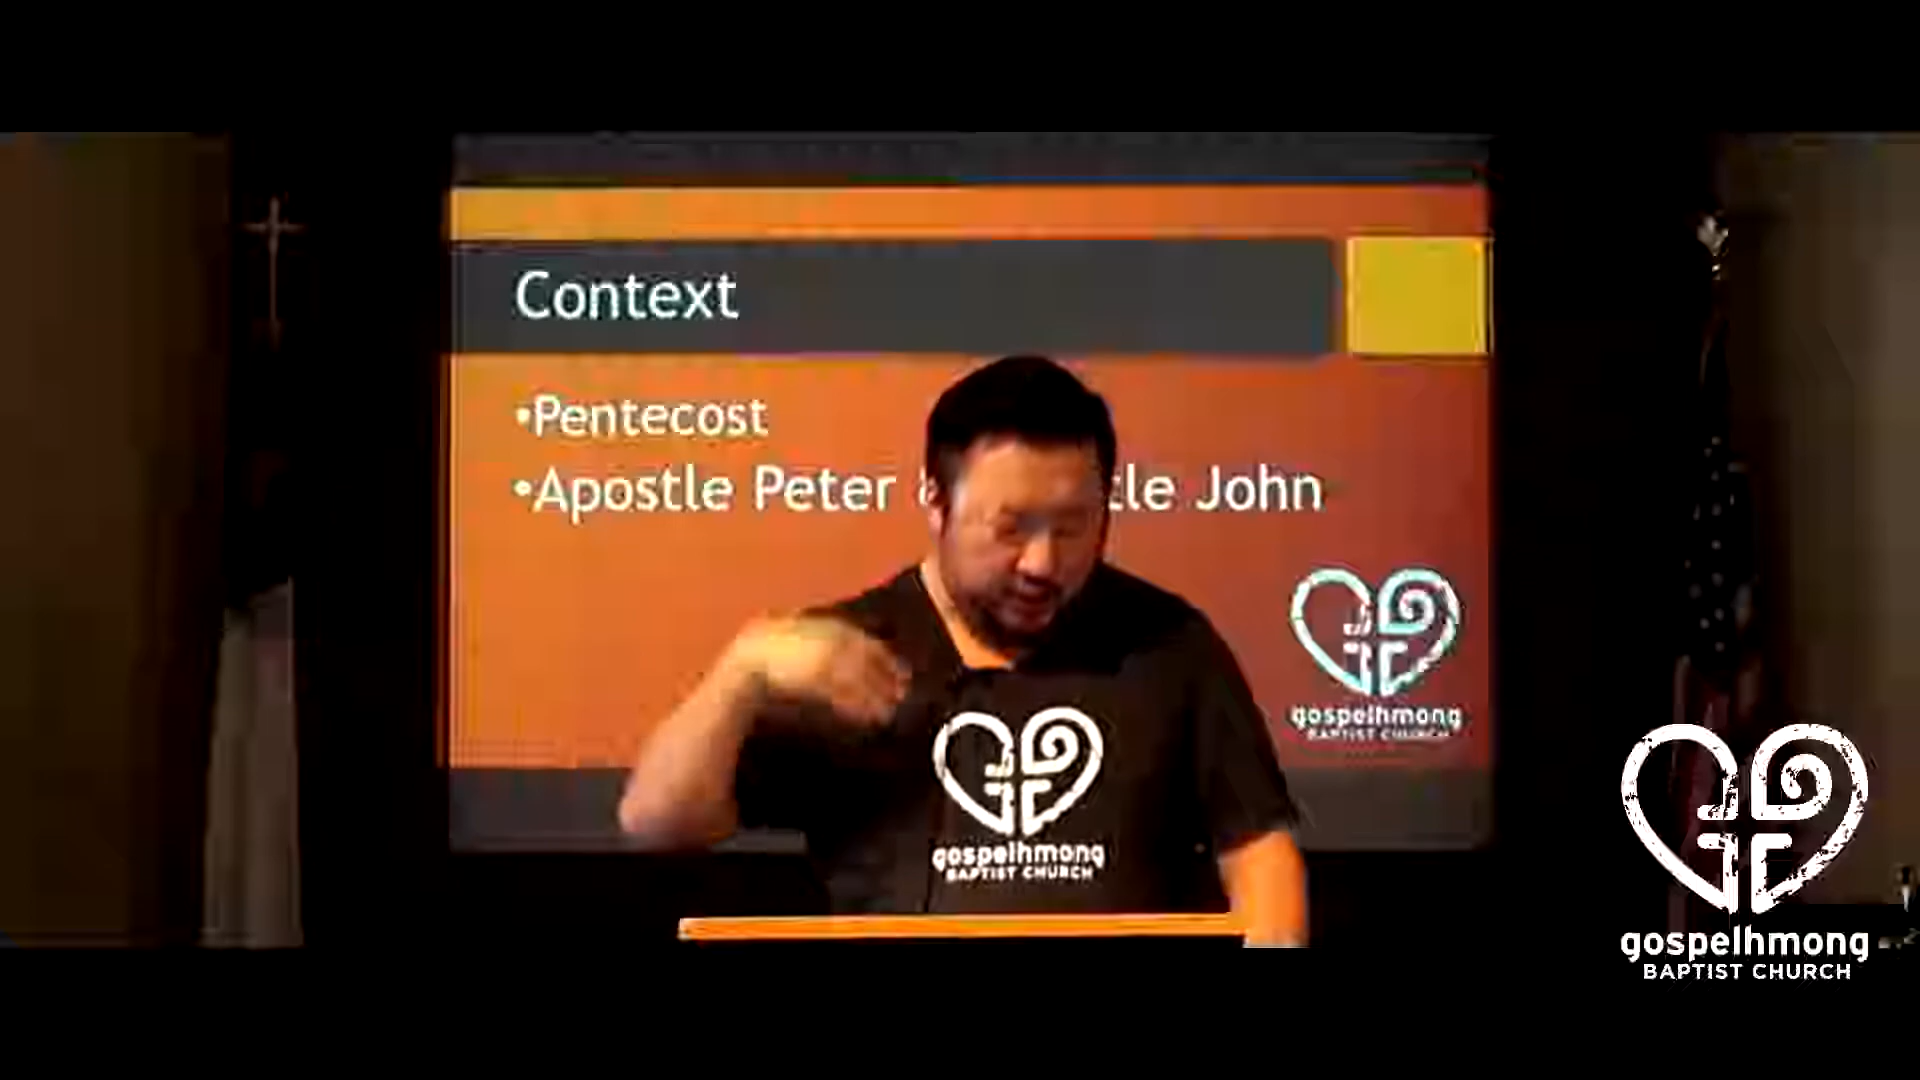 Context
•Pentecost
•Apostle Peter tle John
gospelhmong
BAPTIST CHURCH
gospelhmong
BAPTIST CHURCH
gospelhmong
BAPTIST CHURCH